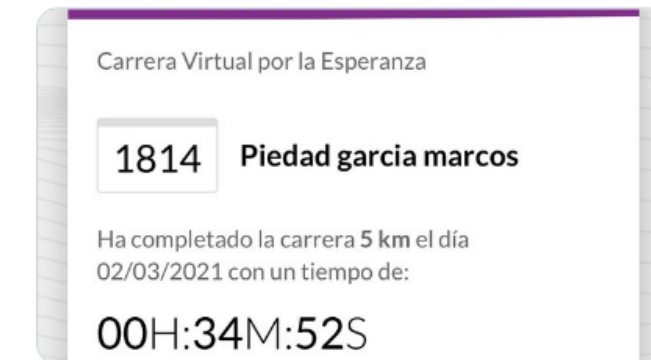 Carrera Virtual por la Esperanza
1814 Piedad garcia marcos
Ha completado la carrera 5 km el día
02/03/2021 con un tiempo de:
00H:34M:52S